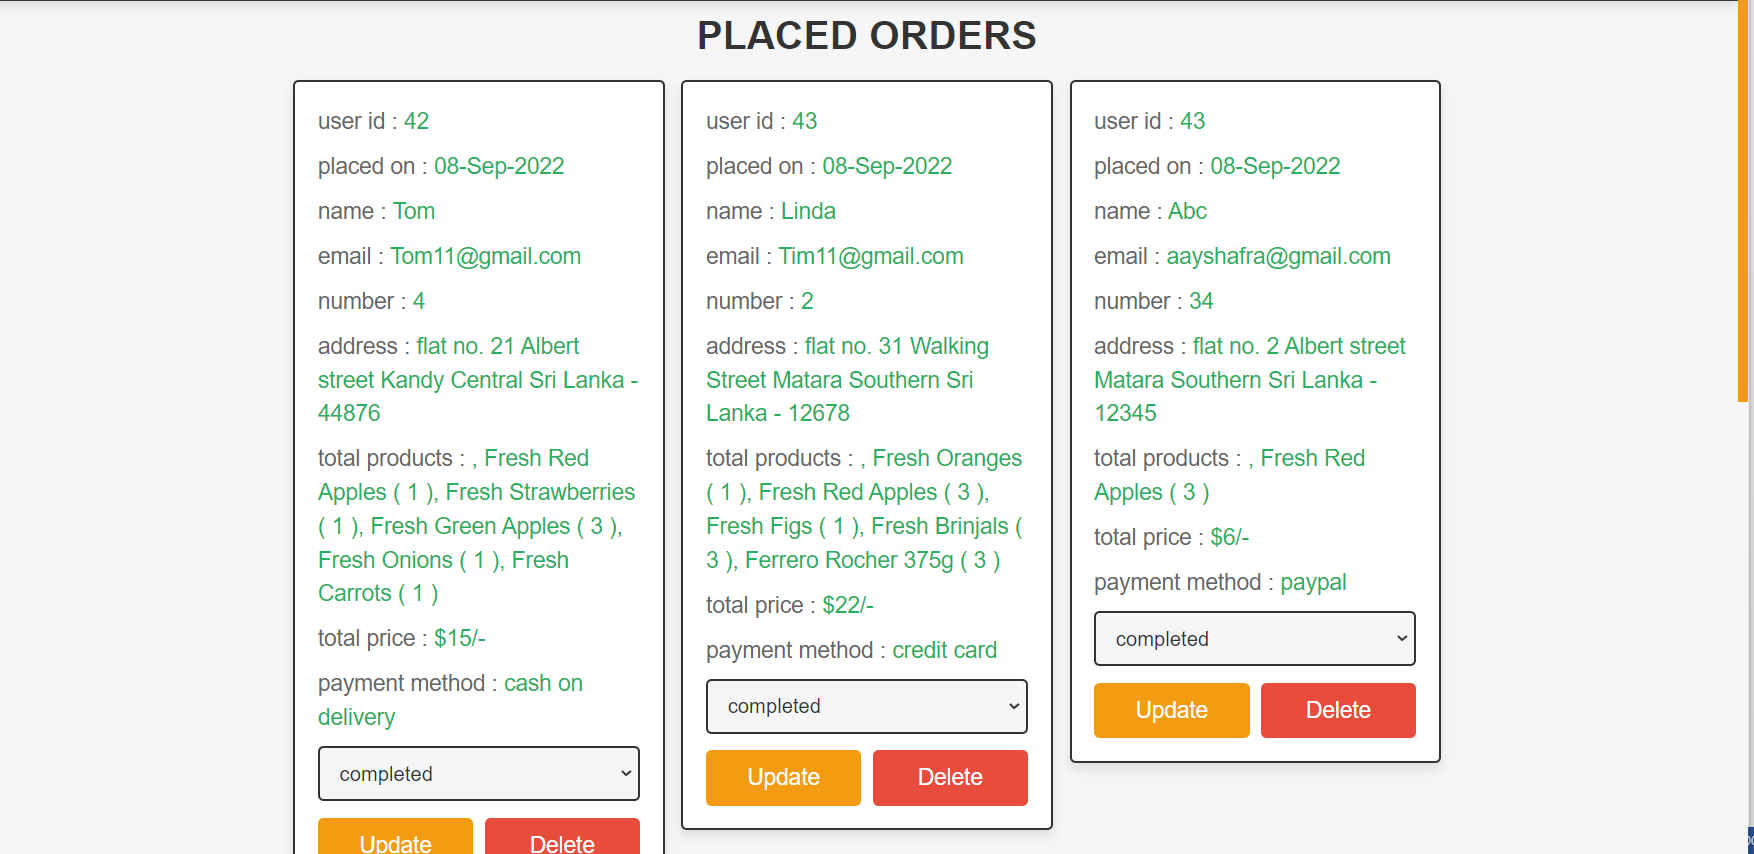 PLACED ORDERS
user id : 42
placed on : 08-Sep-2022
name : Tom
email : Tom11@gmail.com
number : 4
address : flat no. 21 Albert
street Kandy Central Sri Lanka -
44876
total products : , Fresh Red
Apples ( 1 ), Fresh Strawberries
( 1 ), Fresh Green Apples ( 3 ),
Fresh Onions ( 1 ), Fresh
Carrots ( 1 )
total price : $15/-
payment method : cash on
delivery
completed
Update Delete
user id : 43
placed on : 08-Sep-2022
name : Linda
email : Tim11@gmail.com
number : 2
address : flat no. 31 Walking
Street Matara Southern Sri
Lanka - 12678
total products : , Fresh Oranges
( 1 ), Fresh Red Apples ( 3 ),
Fresh Figs ( 1 ), Fresh Brinjals (
3 ), Ferrero Rocher 375g ( 3 )
total price : $22/-
payment method : credit card
completed
Update Delete
user id : 43
placed on : 08-Sep-2022
name : Abc
email : aayshafra@gmail.com
number : 34
address : flat no. 2 Albert street
Matara Southern Sri Lanka -
12345
total products : , Fresh Red
Apples ( 3 )
total price : $6/-
payment method : paypal
completed
Update Delete